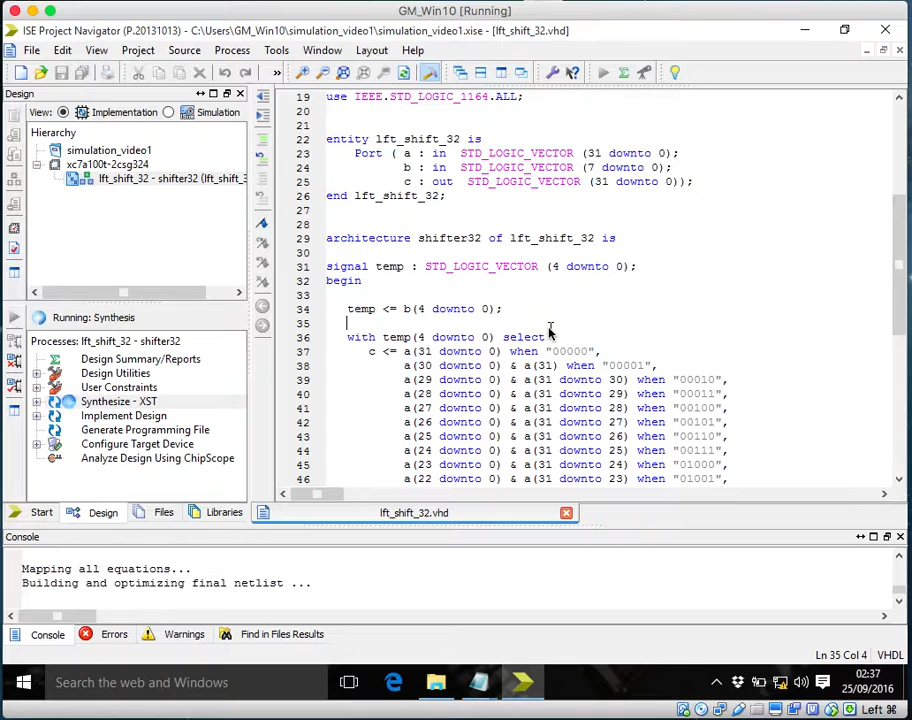 GM_Win10 [Running]
ISE Project Navigator (P.20131013) - C:\Users\GM_Win10\simulation_video1\simulation_video1.xise - [lft_shift_32.vhd]
File Edit View Project Source Process Tools Window Layout Help
Design
View: Implementation Simulation
Hierarchy
simulation_video1
xc7a100t-2csg324
lft_shift_32 - shifter32 (lft_shift_3
Running: Synthesis
Processes: lft_shift_32 - shifter32
Design Summary/Reports
Design Utilities
User Constraints
Synthesize - XST
Implement Design
Generate Programming File
Configure Target Device
Analyze Design Using ChipScope
Start Design Files Libraries
19 use IEEE.STD_LOGIC_1164.ALL;
20
21
22 entity lft_shift_32 is
23 Port ( a : in STD_LOGIC_VECTOR (31 downto 0);
24 b : in STD_LOGIC_VECTOR (7 downto 0);
25 c : out STD_LOGIC_VECTOR (31 downto 0));
26 end lft_shift_32;
27
28
29 architecture shifter32 of lft_shift_32 is
30
31 signal temp : STD_LOGIC_VECTOR (4 downto 0);
32 begin
33
34 temp <= b(4 downto 0);
35
36 with temp(4 downto 0) select
37 c <= a(31 downto 0) when "00000",
38 a(30 downto 0) & a(31) when "00001",
39 a(29 downto 0) & a(31 downto 30) when "00010",
40 a(28 downto 0) & a(31 downto 29) when "00011",
41 a(27 downto 0) & a(31 downto 28) when "00100",
42 a(26 downto 0) & a(31 downto 27) when "00101",
43 a(25 downto 0) & a(31 downto 26) when "00110",
44 a(24 downto 0) & a(31 downto 25) when "00111",
45 a(23 downto 0) & a(31 downto 24) when "01000",
46 a(22 downto 0) & a(31 downto 23) when "01001",
lft_shift_32.vhd
Console
Mapping all equations...
Building and optimizing final netlist ...
Console Errors Warnings Find in Files Results
Ln 35 Col 4 VHDL
Search the web and Windows
02:37
25/09/2016
Left ⌘